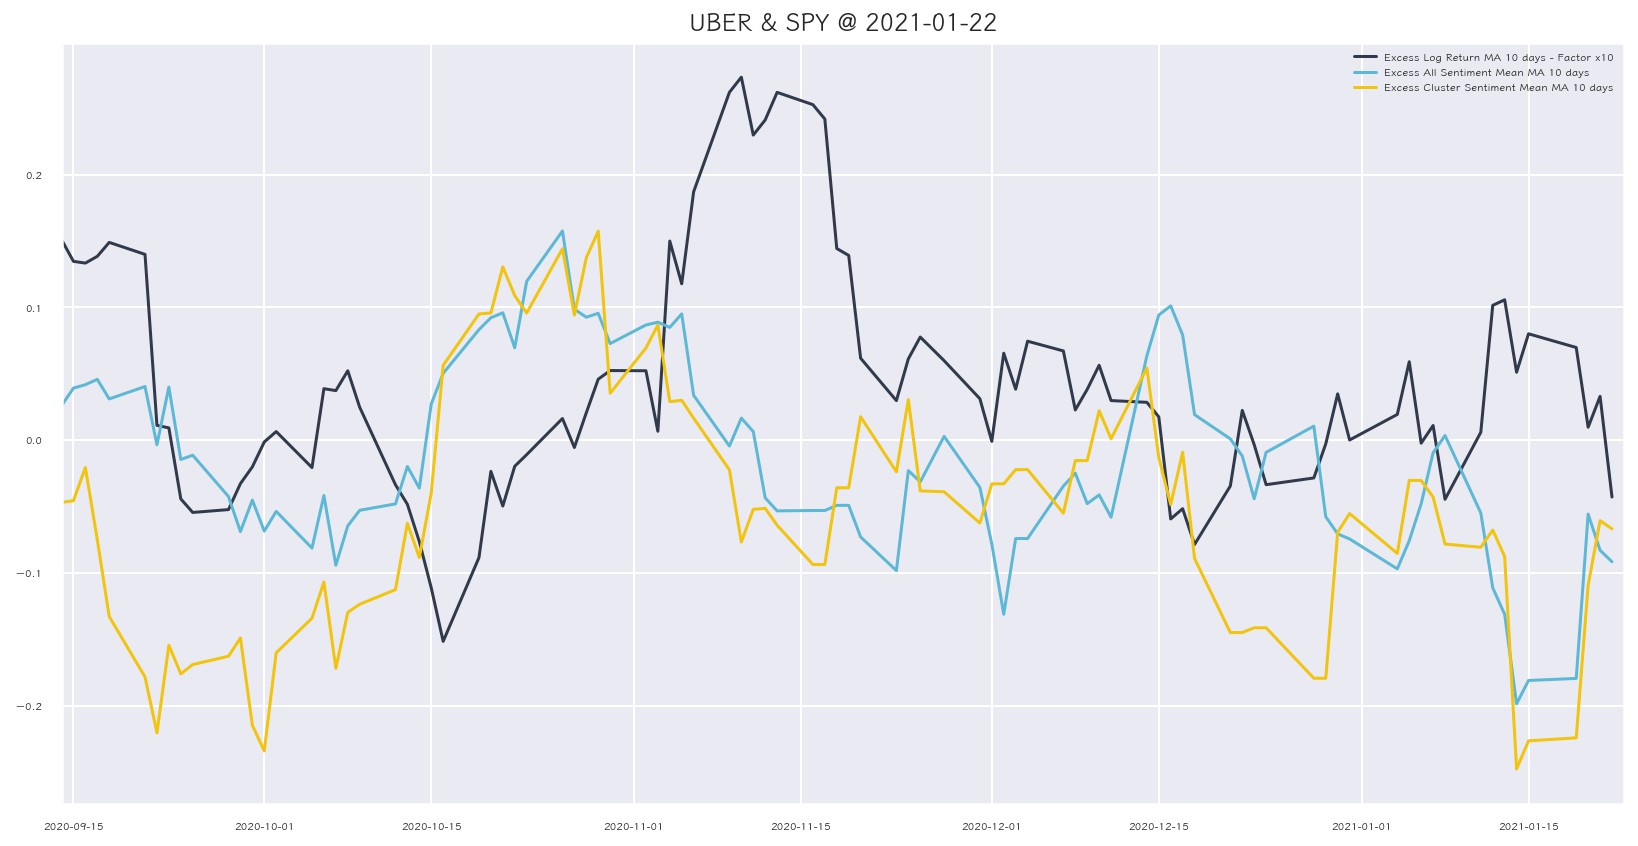 UBER & SPY @ 2021-01-22
Excess Log Return MA 10 days - Factor x10
Excess All Sentiment Mean MA 10 days
Excess Cluster Sentiment Mean MA 10 days
0.2
0.1
0.0
−0.1
−0.2
2020-09-15 2020-10-01 2020-10-15 2020-11-01 2020-11-15 2020-12-01 2020-12-15 2021-01-01 2021-01-15